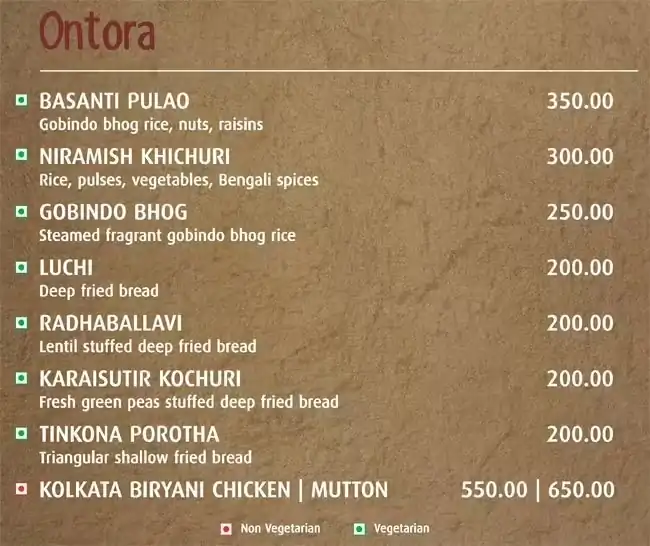 Ontora
BASANTI PULAO 350.00
Gobindo bhog rice, nuts, raisins
NIRAMISH KHICHURI 300.00
Rice, pulses, vegetables, Bengali spices
GOBINDO BHOG 250.00
Steamed fragrant gobindo bhog rice
LUCHI 200.00
Deep fried bread
RADHABALLAVI 200.00
Lentil stuffed deep fried bread
KARAISUTIR KOCHURI 200.00
Fresh green peas stuffed deep fried bread
TINKONA POROTHA 200.00
Triangular shallow fried bread
KOLKATA BIRYANI CHICKEN | MUTTON 550.00 | 650.00
Non Vegetarian Vegetarian